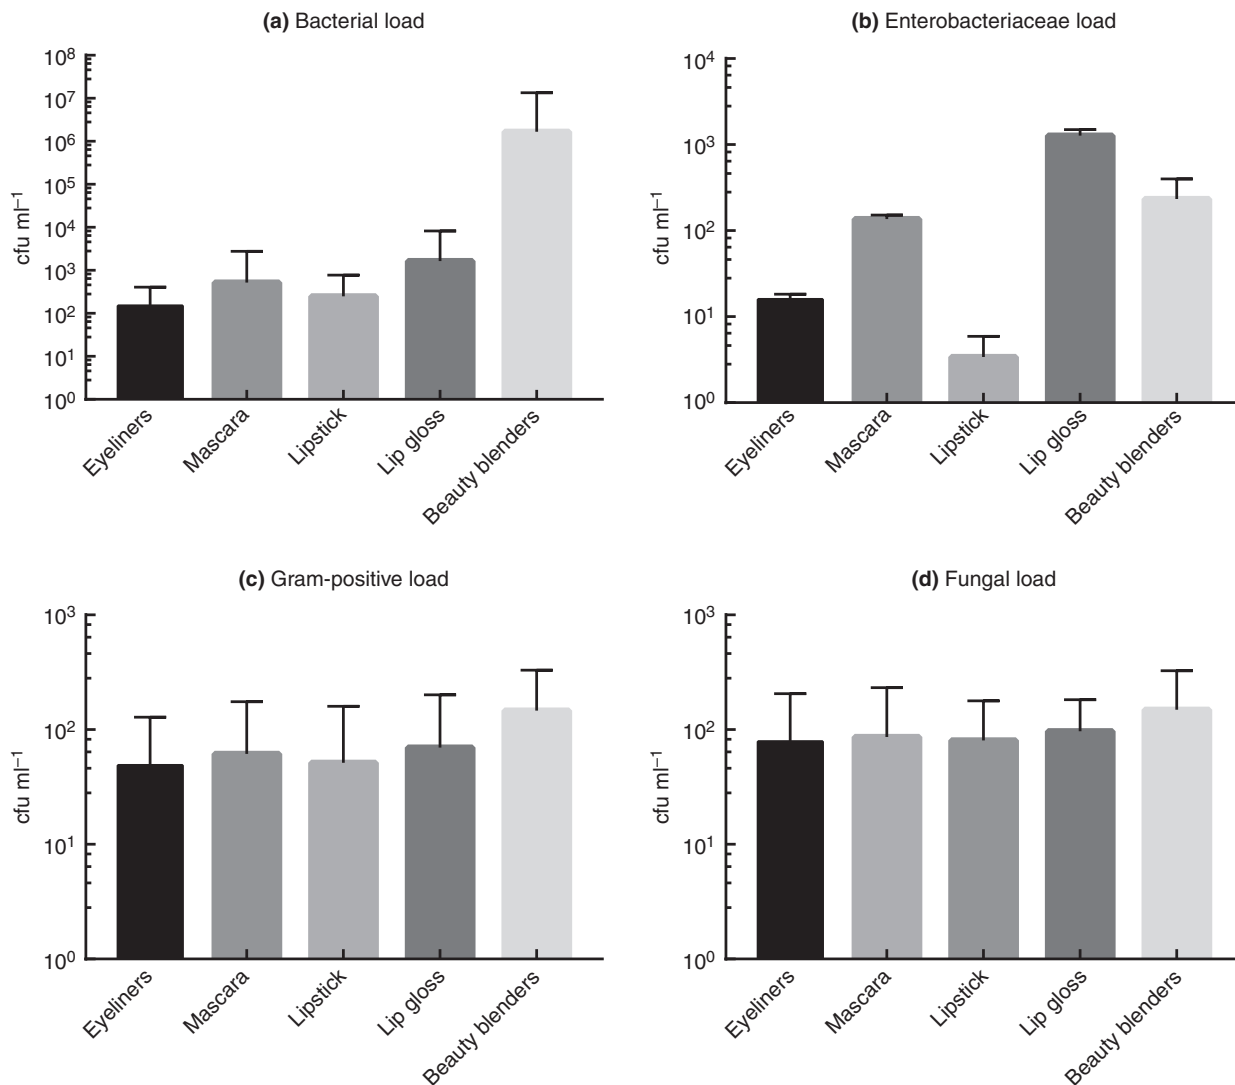 (a) Bacterial load
10⁸
10⁷
10⁶
10⁵
10⁴
10³
10²
10¹
10⁰
cfu ml⁻¹
Eyeliners
Mascara
Lipstick
Lip gloss
Beauty blenders
(b) Enterobacteriaceae load
10⁴
10³
10²
10¹
10⁰
cfu ml⁻¹
Eyeliners
Mascara
Lipstick
Lip gloss
Beauty blenders
(c) Gram-positive load
10³
10²
10¹
10⁰
cfu ml⁻¹
Eyeliners
Mascara
Lipstick
Lip gloss
Beauty blenders
(d) Fungal load
10³
10²
10¹
10⁰
cfu ml⁻¹
Eyeliners
Mascara
Lipstick
Lip gloss
Beauty blenders